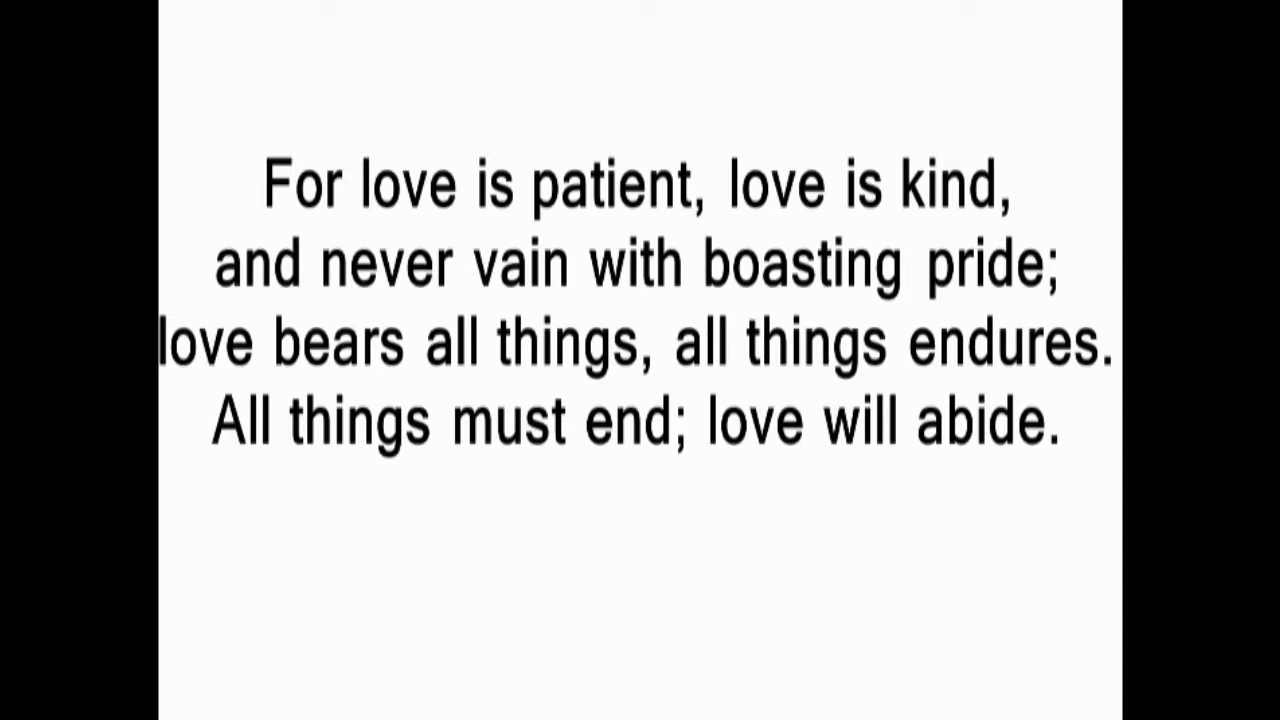 For love is patient, love is kind,
and never vain with boasting pride;
love bears all things, all things endures.
All things must end; love will abide.